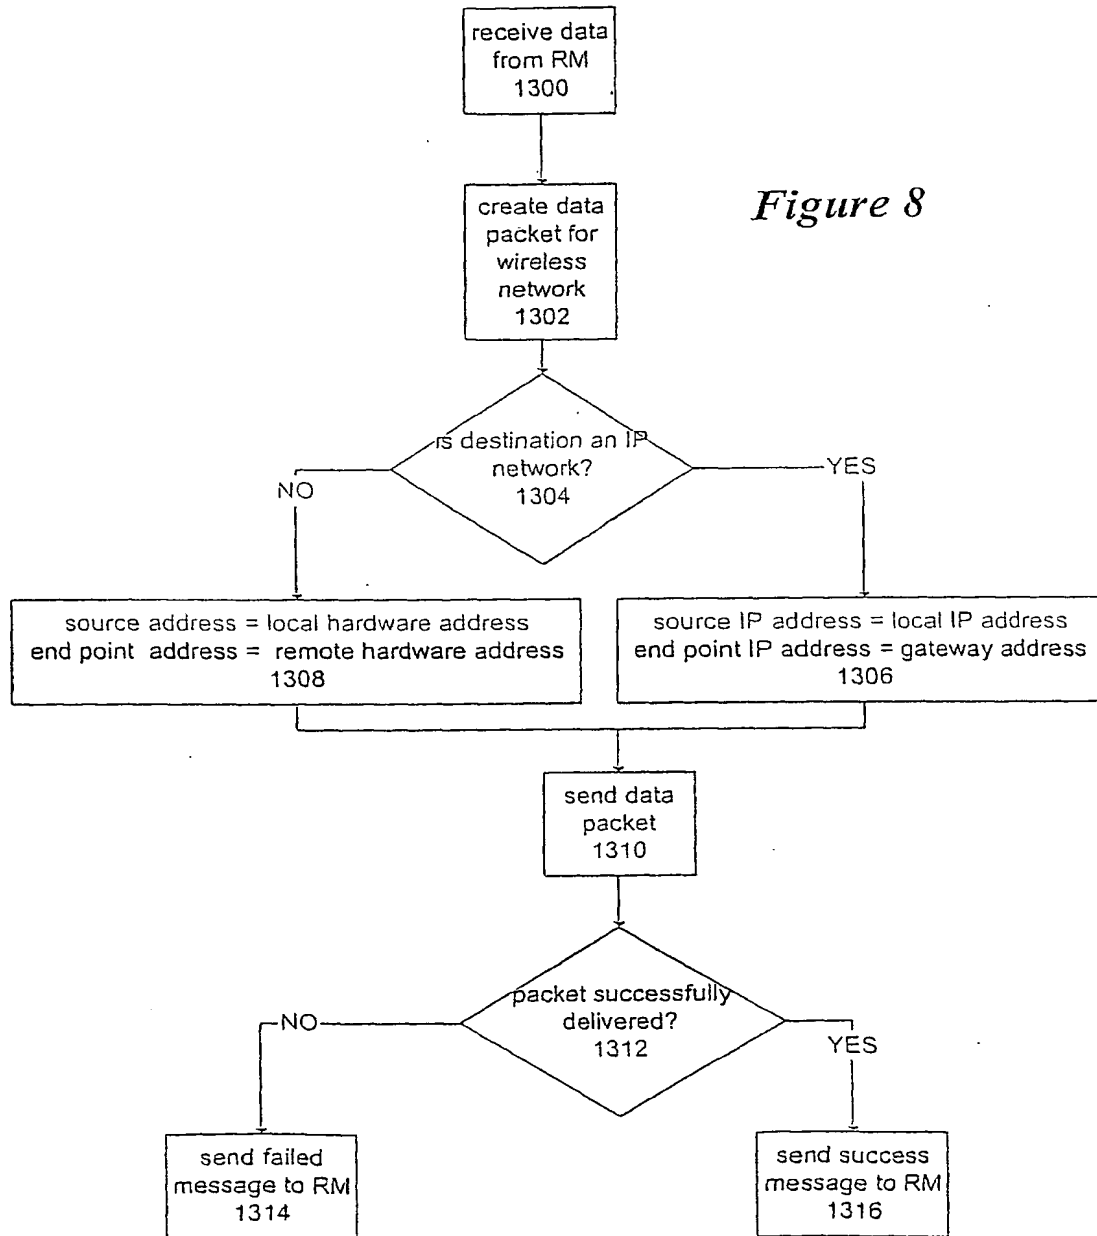 receive data
from RM
1300
Figure 8
create data
packet for
wireless
network
1302
is destination an IP
network?
1304
NO
YES
source address = local hardware address
end point address = remote hardware address
1308
source IP address = local IP address
end point IP address = gateway address
1306
send data
packet
1310
packet successfully
delivered?
1312
NO
YES
send failed
message to RM
1314
send success
message to RM
1316